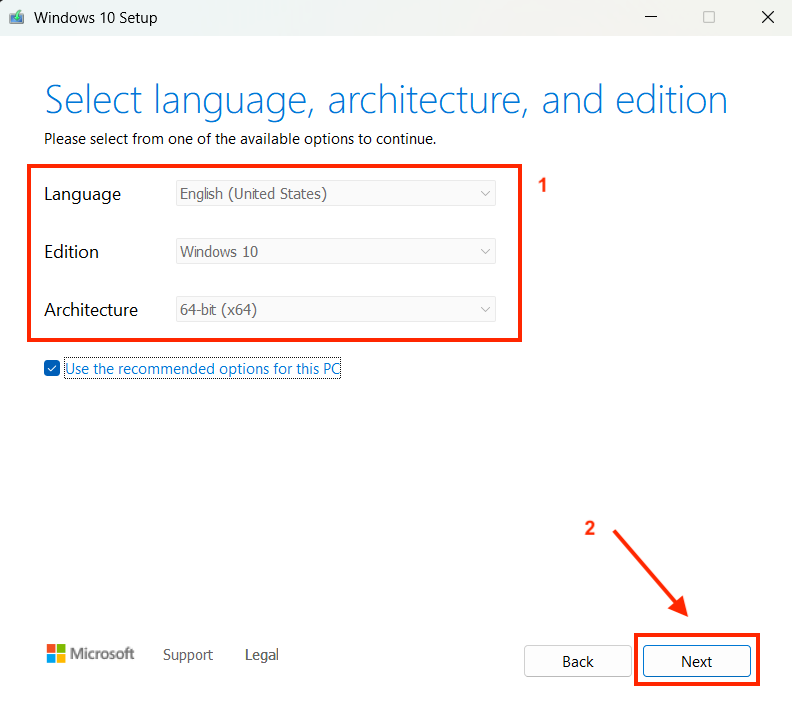 Windows 10 Setup
Select language, architecture, and edition
Please select from one of the available options to continue.
Language English (United States) 1
Edition Windows 10
Architecture 64-bit (x64)
Use the recommended options for this PC
2
Microsoft Support Legal Back Next